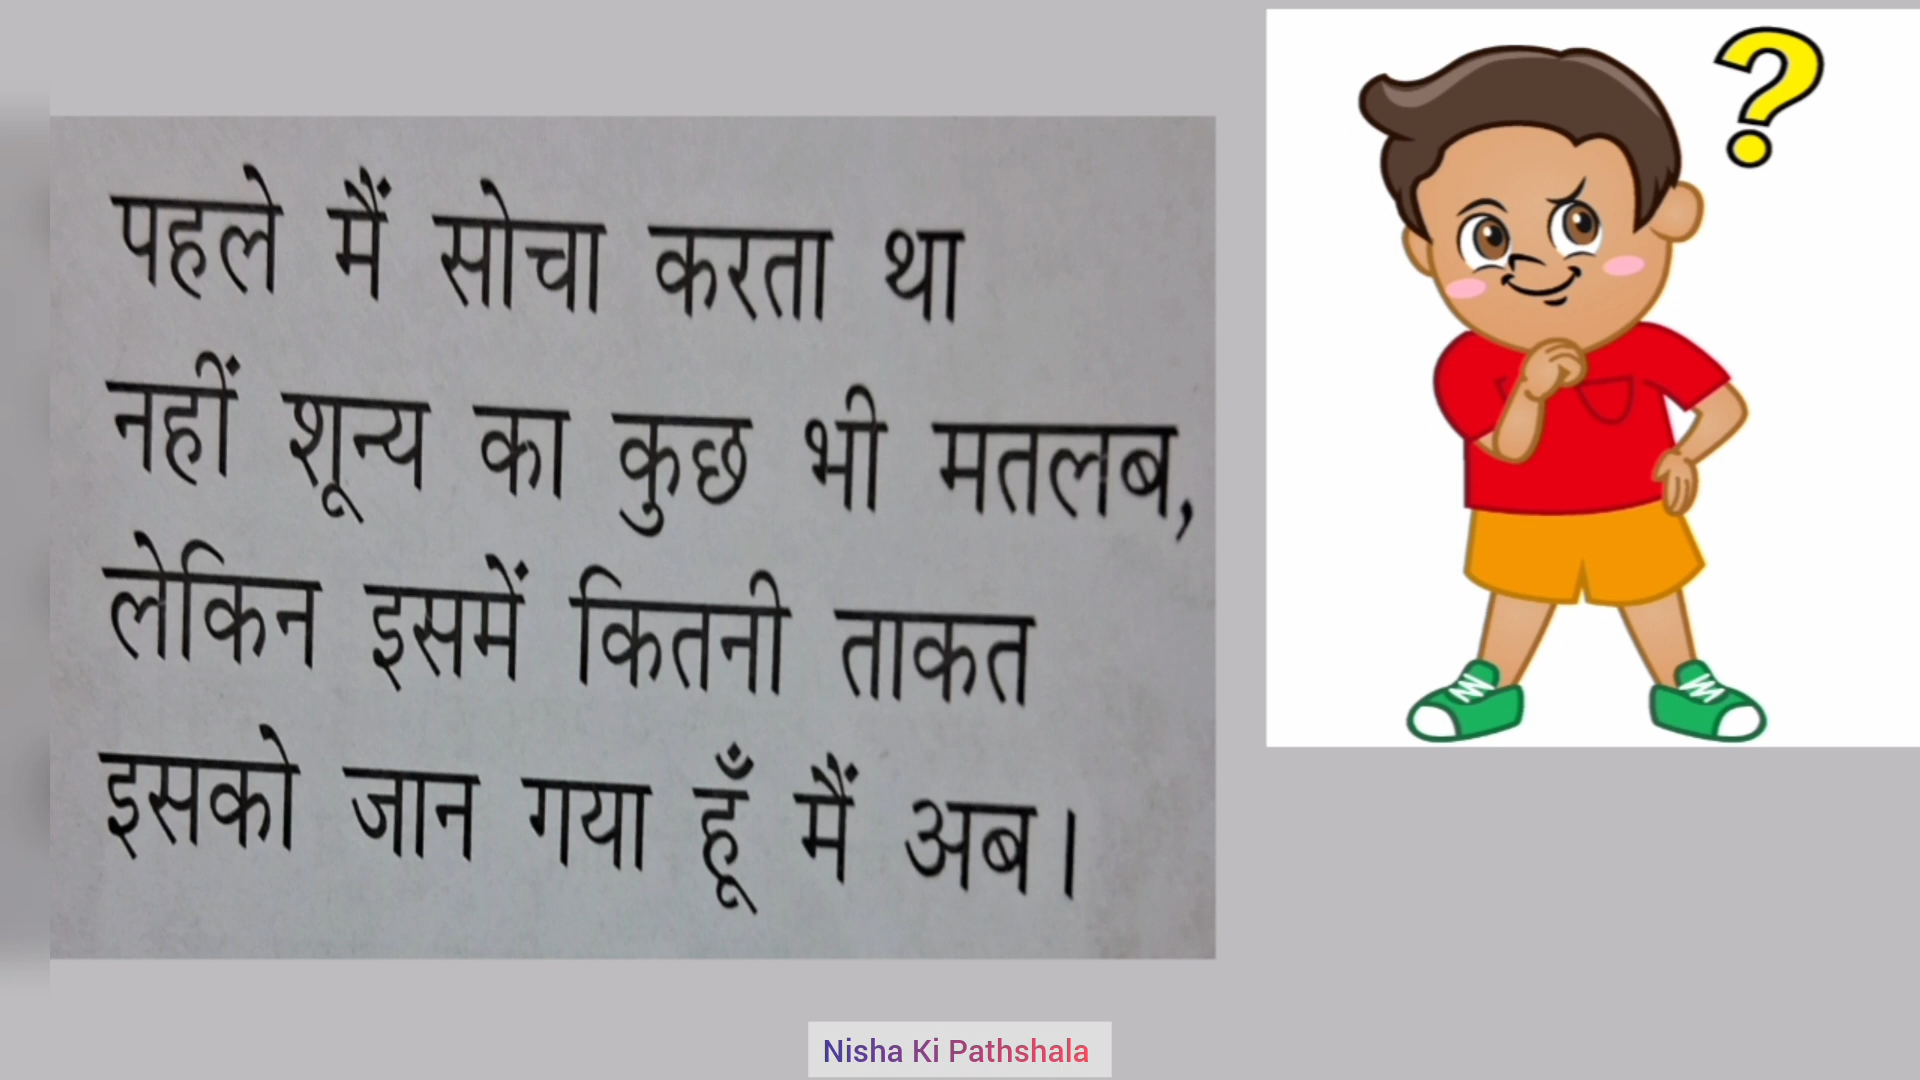 पहले मैं सोचा करता था
नहीं शून्य का कुछ भी मतलब,
लेकिन इसमें कितनी ताकत
इसको जान गया हूँ मैं अब।
?
Nisha Ki Pathshala